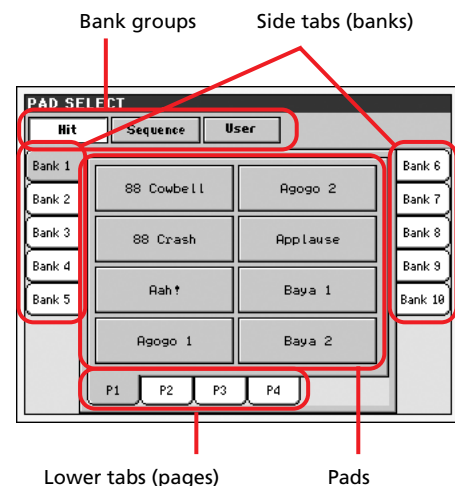 Bank groups
Side tabs (banks)
PAD SELECT
Hit
Sequence
User
Bank 1
Bank 2
Bank 3
Bank 4
Bank 5
88 Cowbell
Agogo 2
88 Crash
Applause
Aah!
Baya 1
Agogo 1
Baya 2
Bank 6
Bank 7
Bank 8
Bank 9
Bank 10
P1
P2
P3
P4
Lower tabs (pages)
Pads